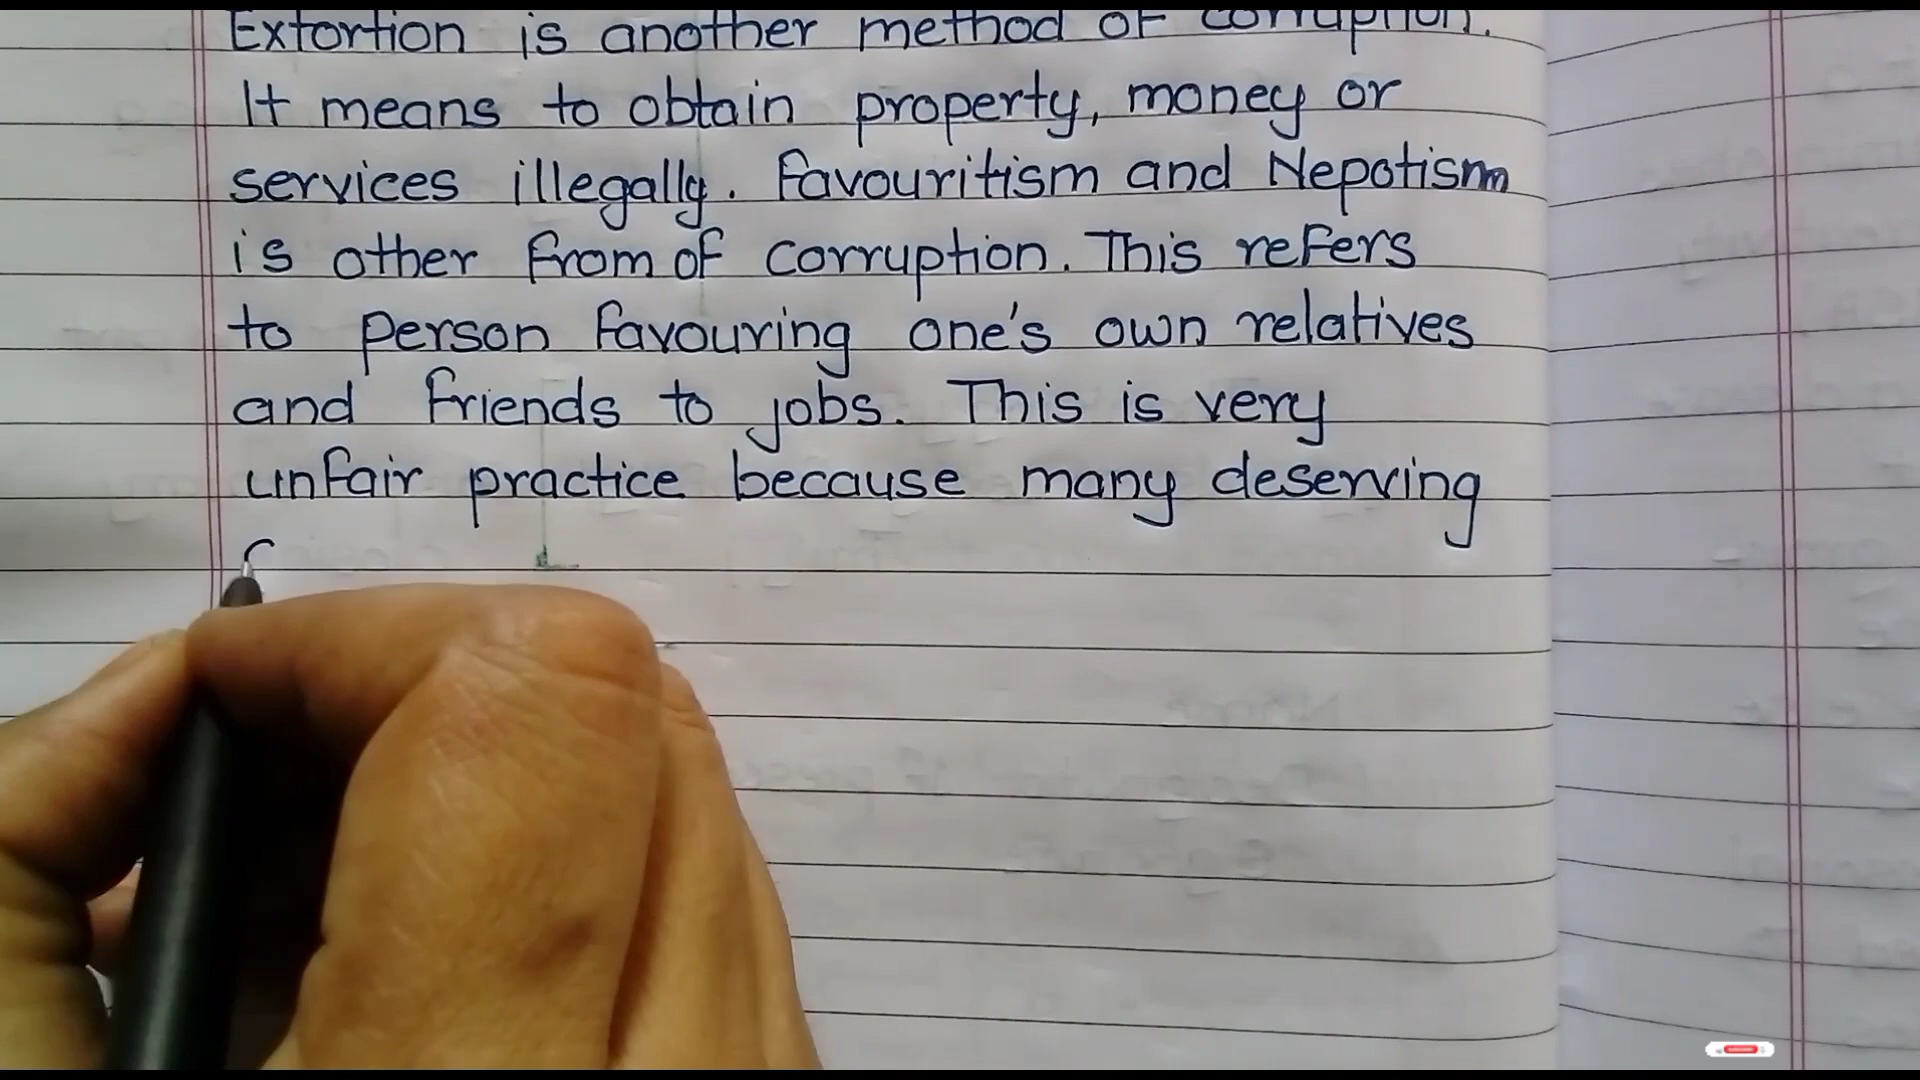 Extortion is another method of corruption.
It means to obtain property, money or
services illegally. Favouritism and Nepotism
is other from of corruption. This refers
to person favouring one's own relatives
and friends to jobs. This is very
unfair practice because many deserving